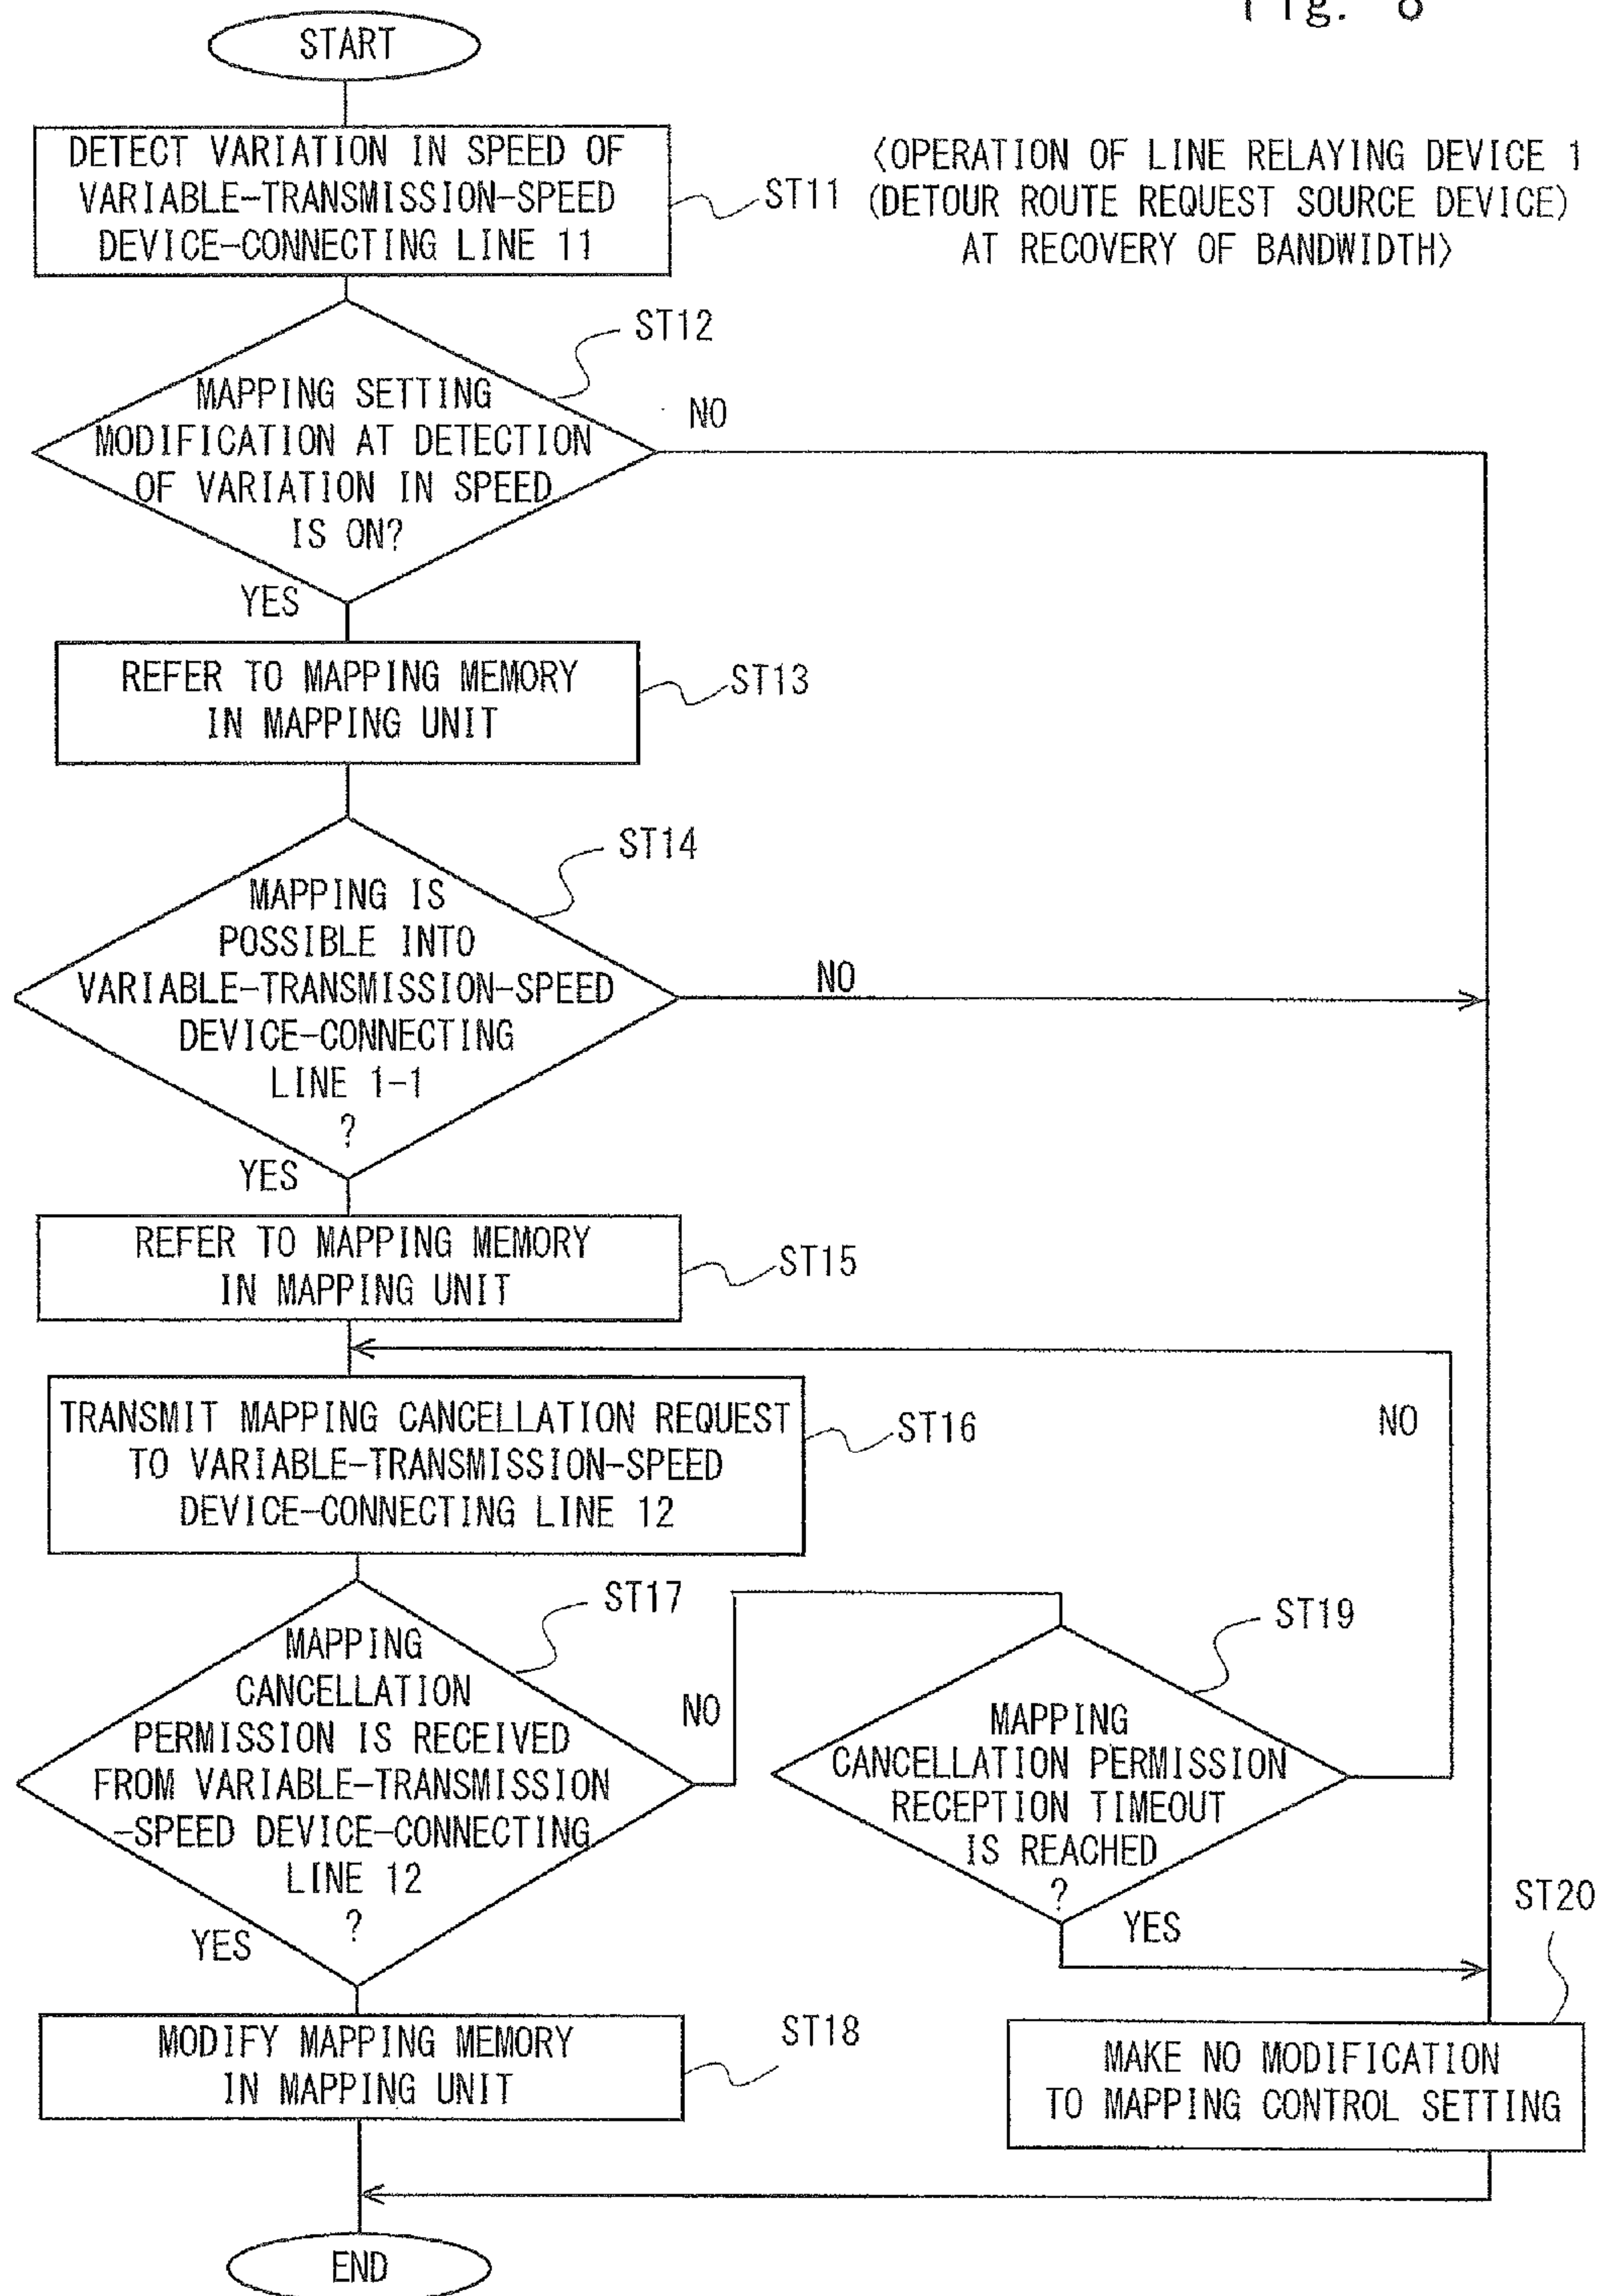 START
DETECT VARIATION IN SPEED OF
VARIABLE-TRANSMISSION-SPEED
DEVICE-CONNECTING LINE 11
ST11
<OPERATION OF LINE RELAYING DEVICE 1
(DETOUR ROUTE REQUEST SOURCE DEVICE)
AT RECOVERY OF BANDWIDTH>
ST12
MAPPING SETTING
MODIFICATION AT DETECTION
OF VARIATION IN SPEED
IS ON?
NO
YES
REFER TO MAPPING MEMORY
IN MAPPING UNIT
ST13
ST14
MAPPING IS
POSSIBLE INTO
VARIABLE-TRANSMISSION-SPEED
DEVICE-CONNECTING
LINE 1-1
?
NO
YES
REFER TO MAPPING MEMORY
IN MAPPING UNIT
ST15
TRANSMIT MAPPING CANCELLATION REQUEST
TO VARIABLE-TRANSMISSION-SPEED
DEVICE-CONNECTING LINE 12
ST16
NO
ST17
MAPPING
CANCELLATION
PERMISSION IS RECEIVED
FROM VARIABLE-TRANSMISSION
-SPEED DEVICE-CONNECTING
LINE 12
?
NO
YES
ST19
MAPPING
CANCELLATION PERMISSION
RECEPTION TIMEOUT
IS REACHED
?
YES
ST20
MODIFY MAPPING MEMORY
IN MAPPING UNIT
ST18
MAKE NO MODIFICATION
TO MAPPING CONTROL SETTING
END